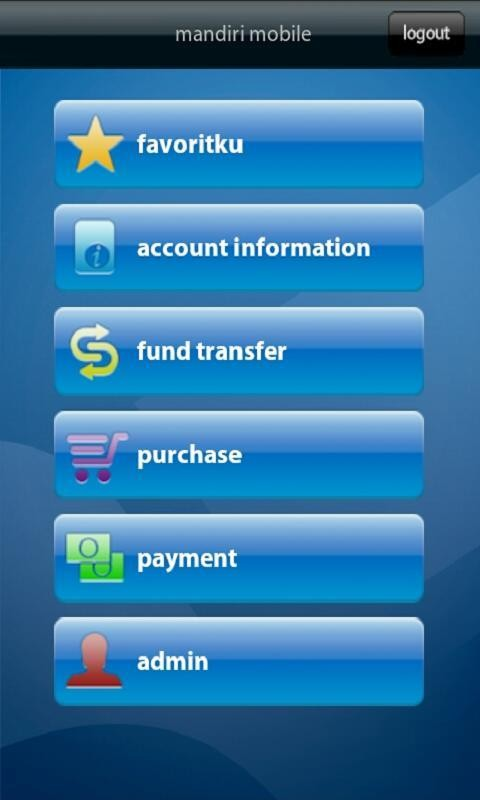 mandiri mobile
logout
favoritku
account information
fund transfer
purchase
payment
admin